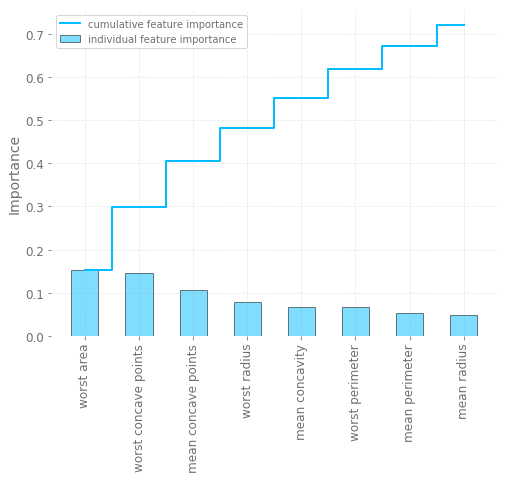 cumulative feature importance
individual feature importance
Importance
0.7
0.6
0.5
0.4
0.3
0.2
0.1
0.0
worst area
worst concave points
mean concave points
worst radius
mean concavity
worst perimeter
mean perimeter
mean radius